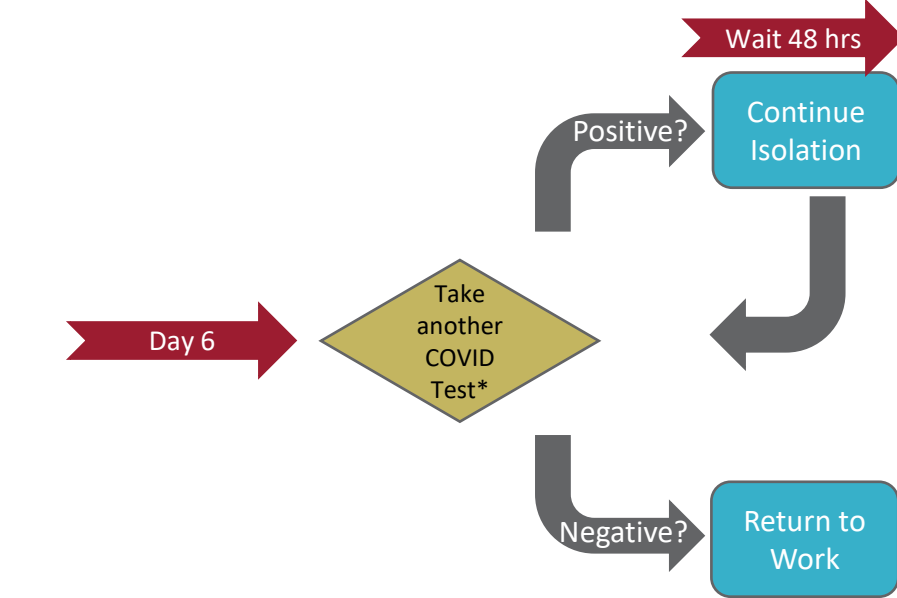 Wait 48 hrs
Continue
Isolation
Positive?
Take
another
COVID
Test*
Day 6
Negative?
Return to
Work